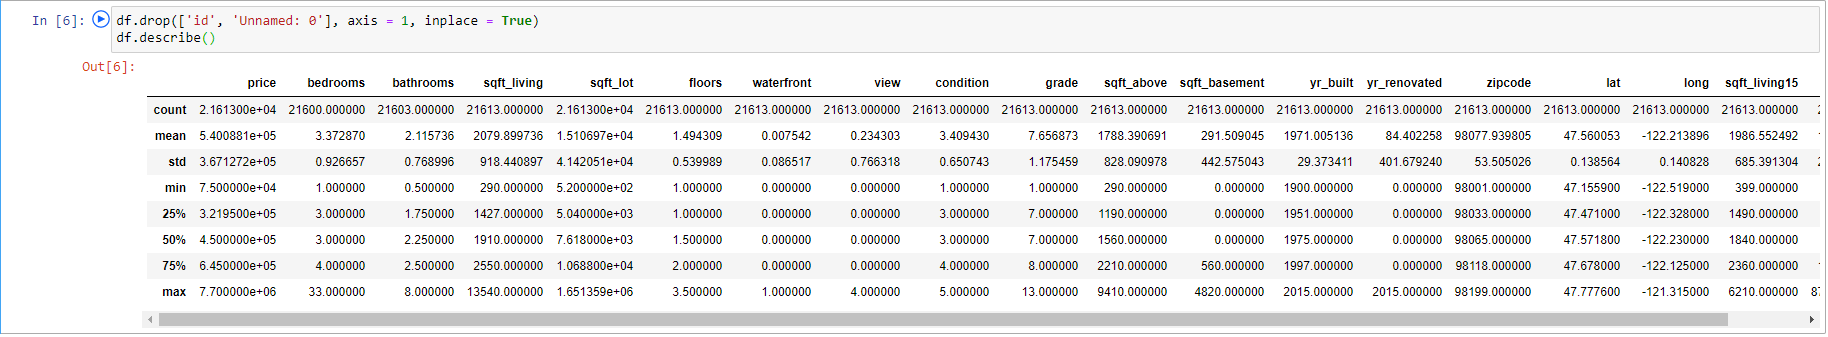 In [6]: df.drop(['id', 'Unnamed: 0'], axis = 1, inplace = True)
df.describe()
Out[6]:
price bedrooms bathrooms sqft_living sqft_lot floors waterfront view condition grade sqft_above sqft_basement yr_built yr_renovated zipcode lat long sqft_living15
count 2.161300e+04 21600.000000 21603.000000 21613.000000 2.161300e+04 21613.000000 21613.000000 21613.000000 21613.000000 21613.000000 21613.000000 21613.000000 21613.000000 21613.000000 21613.000000 21613.000000 21613.000000 21613.000000
mean 5.400881e+05 3.372870 2.115736 2079.899736 1.510697e+04 1.494309 0.007542 0.234303 3.409430 7.656873 1788.390691 291.509045 1971.005136 84.402258 98077.939805 47.560053 -122.213896 1986.552492
std 3.671272e+05 0.926657 0.768996 918.440897 4.142051e+04 0.539989 0.086517 0.766318 0.650743 1.175459 828.090978 442.575043 29.373411 401.679240 53.505026 0.138564 0.140828 685.391304
min 7.500000e+04 1.000000 0.500000 290.000000 5.200000e+02 1.000000 0.000000 0.000000 1.000000 1.000000 290.000000 0.000000 1900.000000 0.000000 98001.000000 47.155900 -122.519000 399.000000
25% 3.219500e+05 3.000000 1.750000 1427.000000 5.040000e+03 1.000000 0.000000 0.000000 3.000000 7.000000 1190.000000 0.000000 1951.000000 0.000000 98033.000000 47.471000 -122.328000 1490.000000
50% 4.500000e+05 3.000000 2.250000 1910.000000 7.618000e+03 1.500000 0.000000 0.000000 3.000000 7.000000 1560.000000 0.000000 1975.000000 0.000000 98065.000000 47.571800 -122.230000 1840.000000
75% 6.450000e+05 4.000000 2.500000 2550.000000 1.068800e+04 2.000000 0.000000 0.000000 4.000000 8.000000 2210.000000 560.000000 1997.000000 0.000000 98118.000000 47.678000 -122.125000 2360.000000
max 7.700000e+06 33.000000 8.000000 13540.000000 1.651359e+06 3.500000 1.000000 4.000000 5.000000 13.000000 9410.000000 4820.000000 2015.000000 2015.000000 98199.000000 47.777600 -121.315000 6210.000000